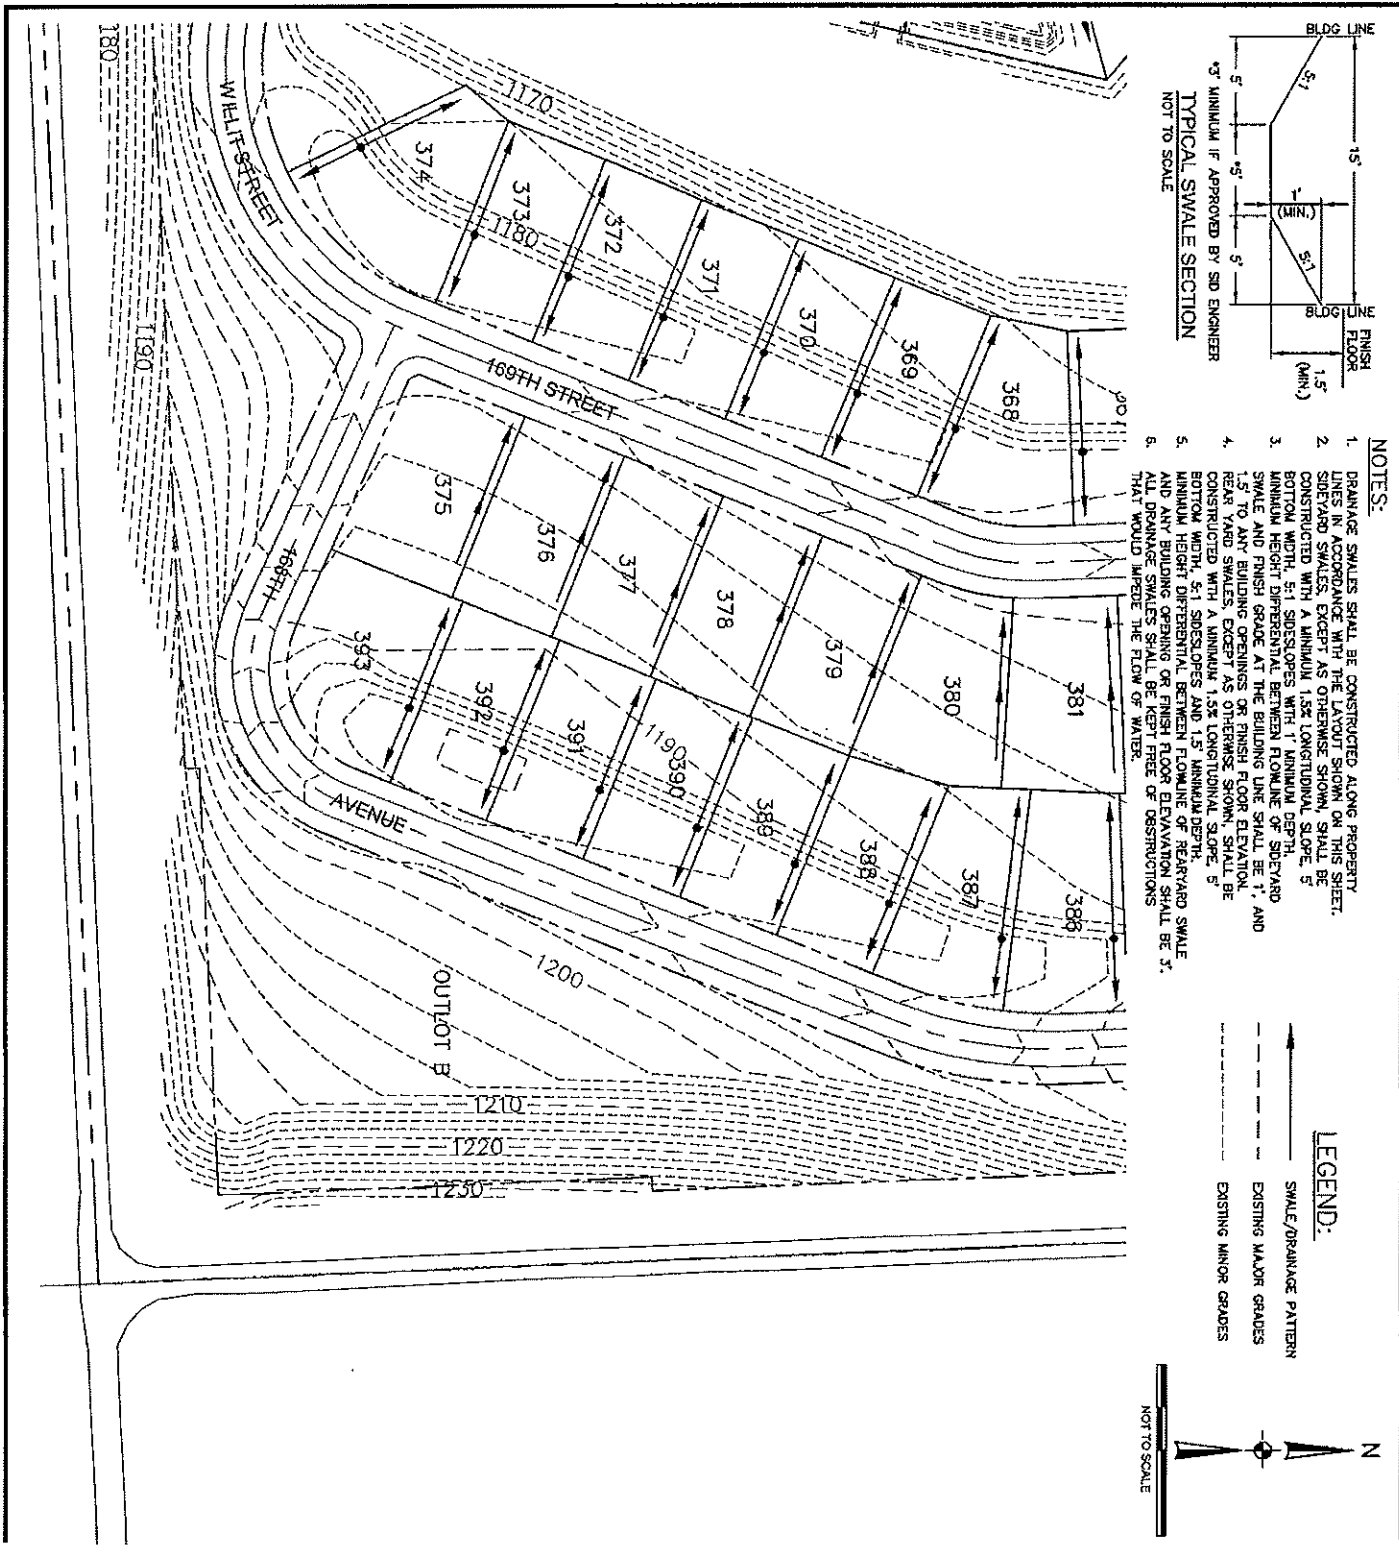 NOTES:
1. DRAINAGE SWALES SHALL BE CONSTRUCTED ALONG PROPERTY
LINES IN ACCORDANCE WITH THE LAYOUT SHOWN ON THIS SHEET.
2. SIDEYARD SWALES, EXCEPT AS OTHERWISE SHOWN, SHALL BE
CONSTRUCTED WITH A MINIMUM 1.5% LONGITUDINAL SLOPE, 5'
BOTTOM WIDTH, 5:1 SIDESLOPES WITH 1' MINIMUM DEPTH.
3. MINIMUM HEIGHT DIFFERENTIAL BETWEEN FLOWLINE OF SIDEYARD
SWALE AND FINISH GRADE AT THE BUILDING LINE SHALL BE 1', AND
1.5' TO ANY BUILDING OPENINGS OR FINISH FLOOR ELEVATION.
4. REAR YARD SWALES, EXCEPT AS OTHERWISE SHOWN, SHALL BE
CONSTRUCTED WITH A MINIMUM 1.5% LONGITUDINAL SLOPE, 5'
BOTTOM WIDTH, 5:1 SIDESLOPES AND 1.5' MINIMUM DEPTH.
5. MINIMUM HEIGHT DIFFERENTIAL BETWEEN FLOWLINE OF REARYARD SWALE
AND ANY BUILDING OPENING OR FINISH FLOOR ELEVAVATION SHALL BE 3'.
6. ALL DRAINAGE SWALES SHALL BE KEPT FREE OF OBSTRUCTIONS
THAT WOULD IMPEDE THE FLOW OF WATER.
LEGEND:
SWALE/DRAINAGE PATTERN
EXISTING MAJOR GRADES
EXISTING MINOR GRADES
N
NOT TO SCALE
BLDG LINE
BLDG LINE
15'
FINISH
FLOOR
1.5'
(MIN.)
5:1
1'
(MIN.)
5:1
5'
*5'
5'
*3' MINIMUM IF APPROVED BY SID ENGINEER
TYPICAL SWALE SECTION
NOT TO SCALE
381
386
368
380
387
369
388
370
379
389
371
378
390
1190
372
377
391
1170
373
1180
169TH STREET
376
392
1200
374
375
393
AVENUE
OUTLOT B
1210
1220
1230
WILLIT STREET
169TH
1190
1180